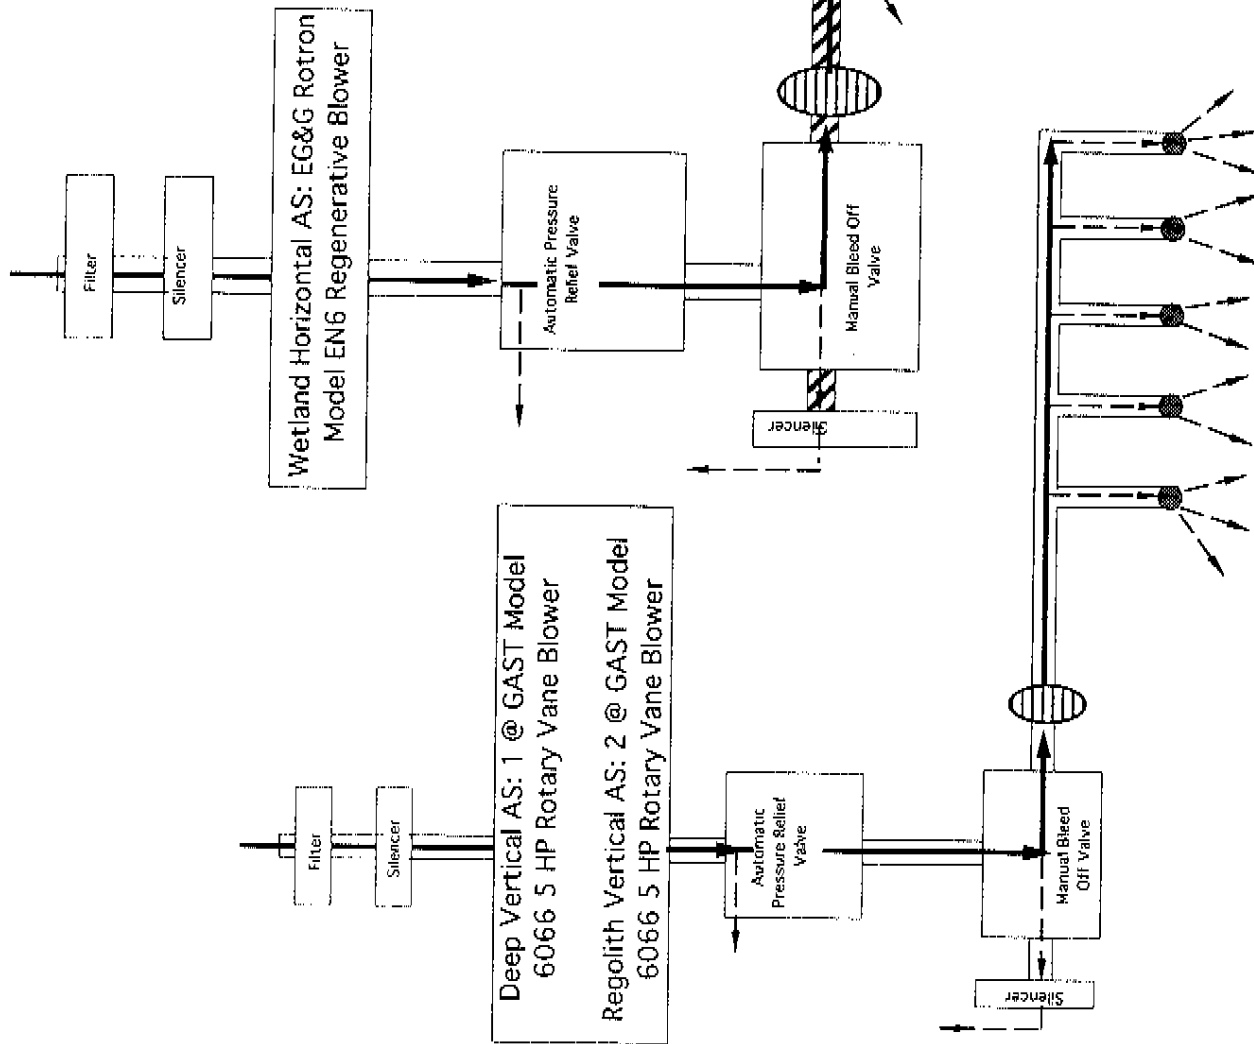 Filter
Silencer
Wetland Horizontal AS: EG&G Rotron
Model EN6 Regenerative Blower
Automatic Pressure
Relief Valve
Manual Bleed Off
Valve
Silencer
Filter
Silencer
Deep Vertical AS: 1 @ GAST Model
6066 5 HP Rotary Vane Blower
Regolith Vertical AS: 2 @ GAST Model
6066 5 HP Rotary Vane Blower
Automatic
Pressure Relief
Valve
Manual Bleed
Off Valve
Silencer